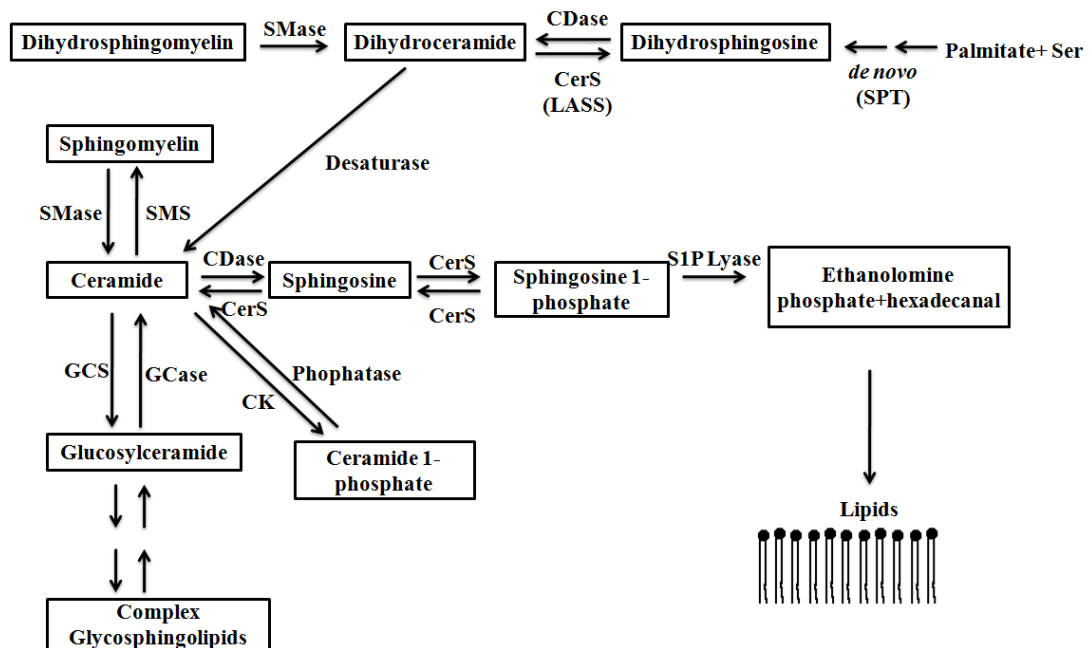 Dihydrosphingomyelin
SMase
Dihydroceramide
CDase
CerS
(LASS)
Dihydrosphingosine
de novo
(SPT)
Palmitate+ Ser
Desaturase
Sphingomyelin
SMase
SMS
Ceramide
CDase
CerS
Sphingosine
CerS
CerS
Sphingosine 1-
phosphate
S1P Lyase
Ethanolomine
phosphate+hexadecanal
GCS
GCase
Phophatase
CK
Glucosylceramide
Ceramide 1-
phosphate
Lipids
Complex
Glycosphingolipids